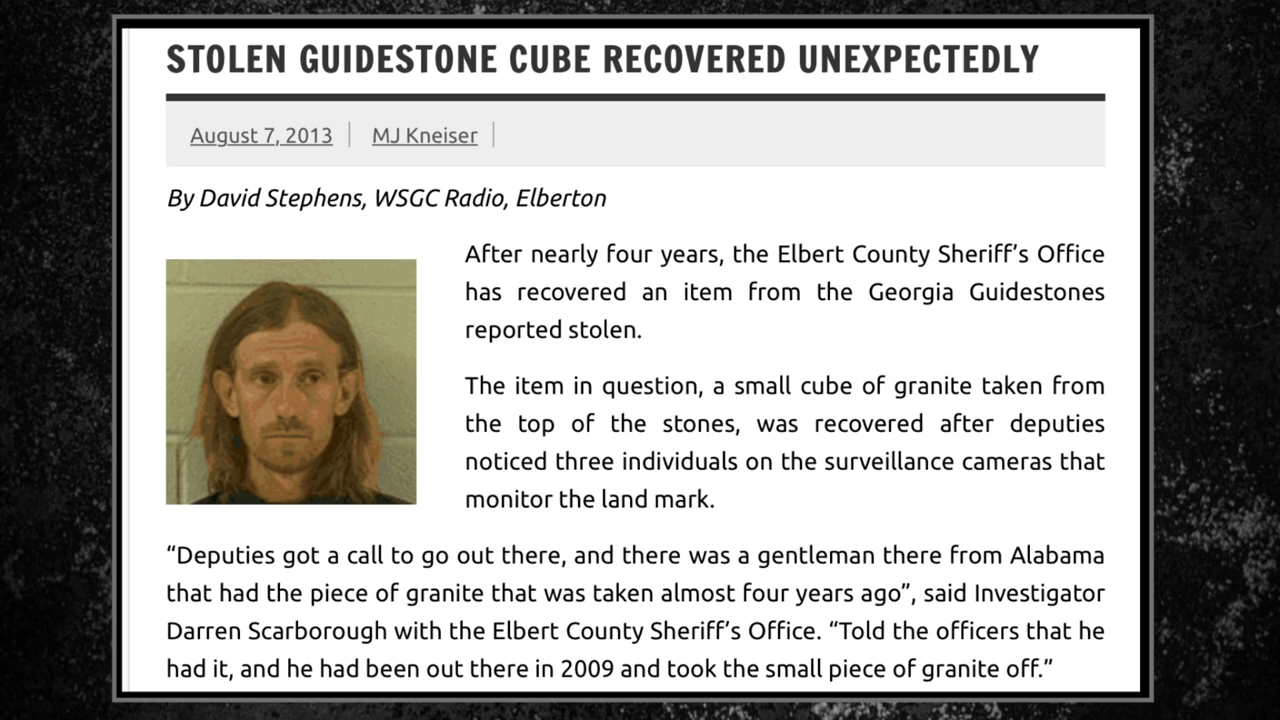 STOLEN GUIDESTONE CUBE RECOVERED UNEXPECTEDLY
August 7, 2013 | MJ Kneiser |
By David Stephens, WSGC Radio, Elberton
After nearly four years, the Elbert County Sheriff’s Office
has recovered an item from the Georgia Guidestones
reported stolen.
The item in question, a small cube of granite taken from
the top of the stones, was recovered after deputies
noticed three individuals on the surveillance cameras that
monitor the land mark.
“Deputies got a call to go out there, and there was a gentleman there from Alabama
that had the piece of granite that was taken almost four years ago”, said Investigator
Darren Scarborough with the Elbert County Sheriff’s Office. “Told the officers that he
had it, and he had been out there in 2009 and took the small piece of granite off.”